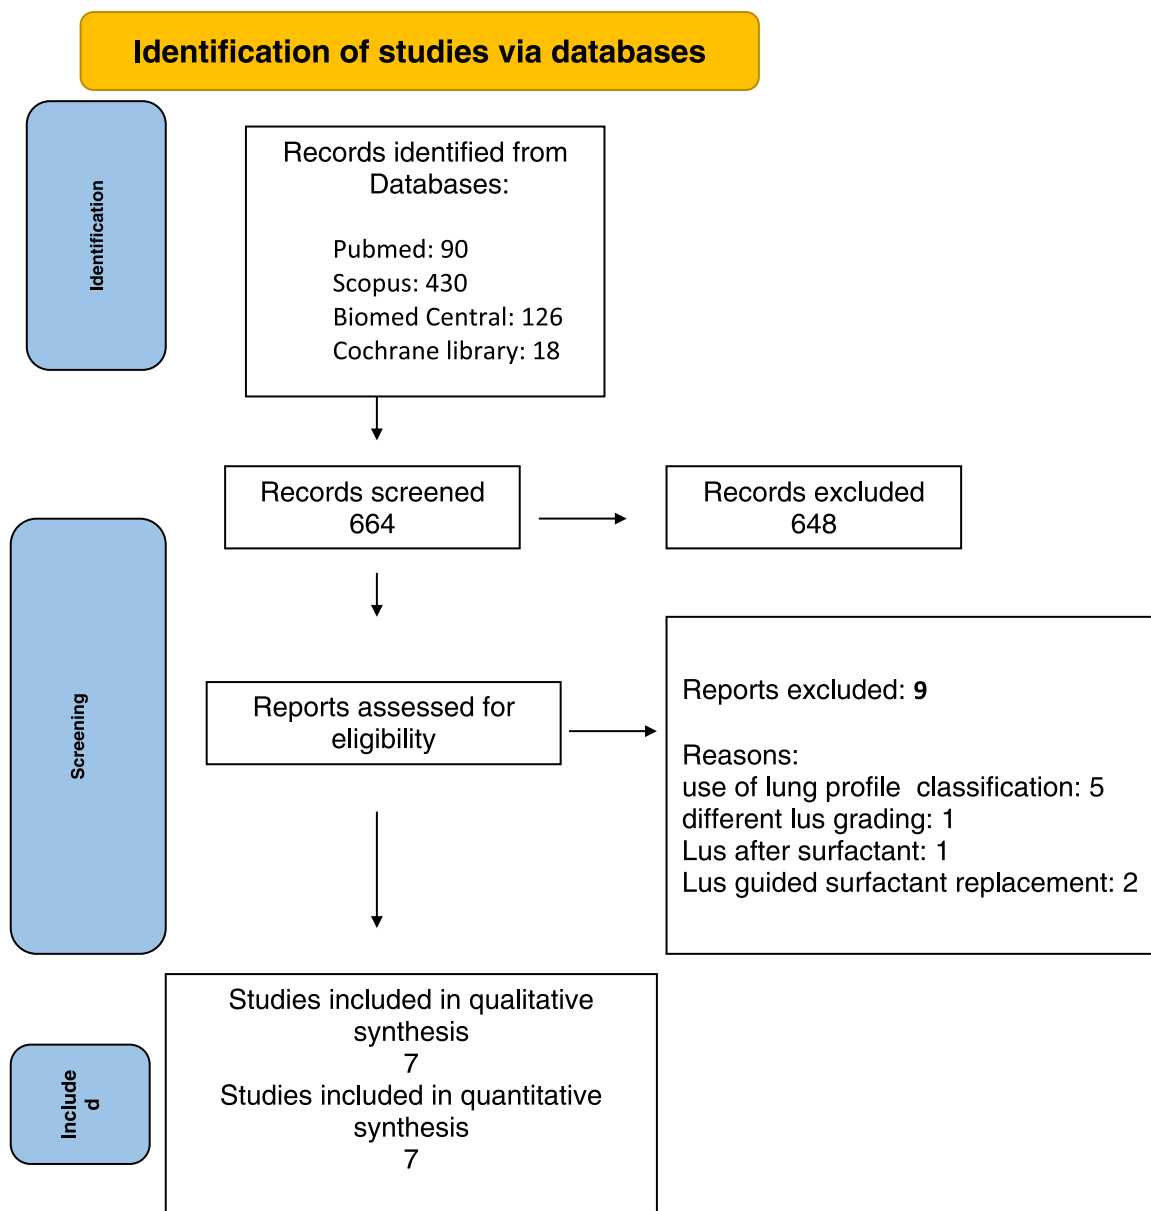 Identification of studies via databases
Identification
Records identified from
Databases:
Pubmed: 90
Scopus: 430
Biomed Central: 126
Cochrane library: 18
Records screened
664
Records excluded
648
Screening
Reports assessed for
eligibility
Reports excluded: 9
Reasons:
use of lung profile classification: 5
different lus grading: 1
Lus after surfactant: 1
Lus guided surfactant replacement: 2
Include
d
Studies included in qualitative
synthesis
7
Studies included in quantitative
synthesis
7